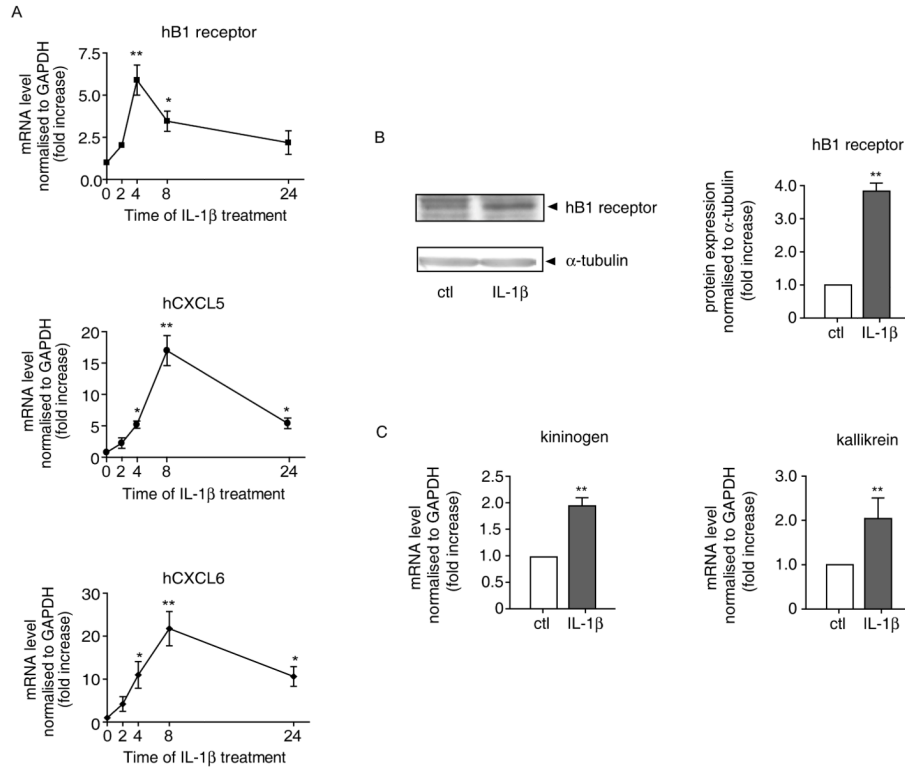 A
hB1 receptor
mRNA level
normalised to GAPDH
(fold increase)
7.5
5.0
2.5
0.0
**
*
0 2 4 8 24
Time of IL-1β treatment
hCXCL5
mRNA level
normalised to GAPDH
(fold increase)
20
15
10
5
0
*
**
*
0 2 4 8 24
Time of IL-1β treatment
hCXCL6
mRNA level
normalised to GAPDH
(fold increase)
30
20
10
0
*
**
*
0 2 4 8 24
Time of IL-1β treatment
B
hB1 receptor
α-tubulin
ctl IL-1β
hB1 receptor
protein expression
normalised to α-tubulin
(fold increase)
4.0
3.0
1.0
0
**
ctl IL-1β
C
kininogen
mRNA level
normalised to GAPDH
(fold increase)
2.5
2.0
1.0
0.5
0
**
ctl IL-1β
kallikrein
mRNA level
normalised to GAPDH
(fold increase)
3.0
2.0
1.0
0
**
ctl IL-1β